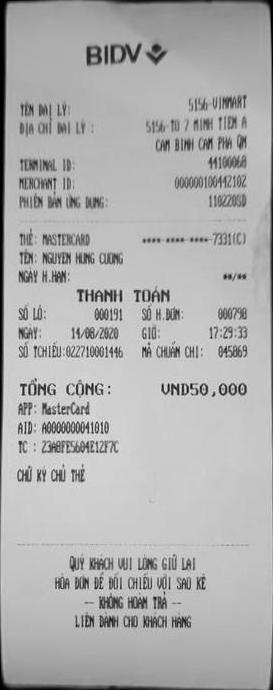 BIDV
TÊN ĐẠI LÝ: 5156-VINMART
ĐỊA CHỈ ĐẠI LÝ : 5156-TO 7 MINH TIEN A
CAM BINH CAM PHA QN
TERMINAL ID: 44100068
MERCHANT ID: 000000100442102
PHIÊN BẢN ỨNG DỤNG: 110220SD
THẺ: MASTERCARD ****-****-****-7331(C)
TÊN: NGUYEN HUNG CUONG
NGÀY H.HẠN: **/**
THANH TOÁN
SỐ LÔ: 000191 SỐ H.ĐƠN: 000798
NGÀY: 14/08/2020 GIỜ: 17:29:33
SỐ TCHIẾU:022710001446 MÃ CHUẨN CHI: 045869
TỔNG CỘNG: VND50,000
APP: MasterCard
AID: A0000000041010
TC : 23ABFE5604E12F7C
CHỮ KÝ CHỦ THẺ
QUÝ KHÁCH VUI LÒNG GIỮ LẠI
HÓA ĐƠN ĐỂ ĐỐI CHIẾU VỚI SAO KÊ
-- KHÔNG HOÀN TRẢ --
LIÊN DÀNH CHO KHÁCH HÀNG